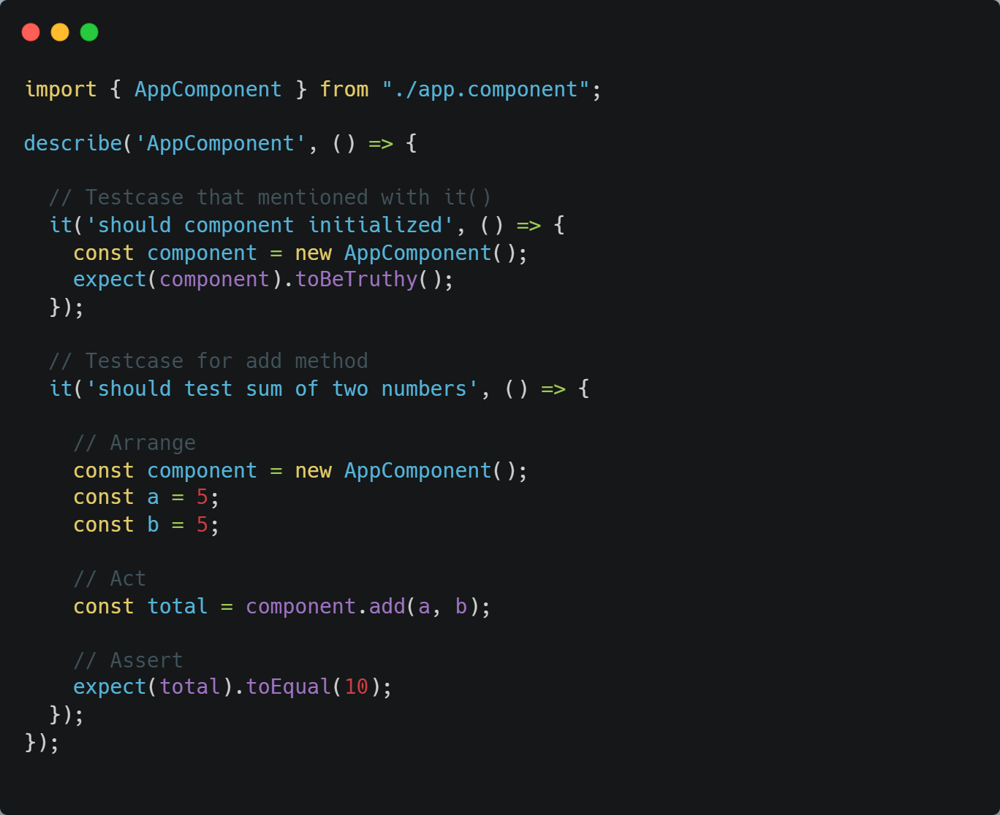 import { AppComponent } from "./app.component";
describe('AppComponent', () => {
// Testcase that mentioned with it()
it('should component initialized', () => {
const component = new AppComponent();
expect(component).toBeTruthy();
});
// Testcase for add method
it('should test sum of two numbers', () => {
// Arrange
const component = new AppComponent();
const a = 5;
const b = 5;
// Act
const total = component.add(a, b);
// Assert
expect(total).toEqual(10);
});
});